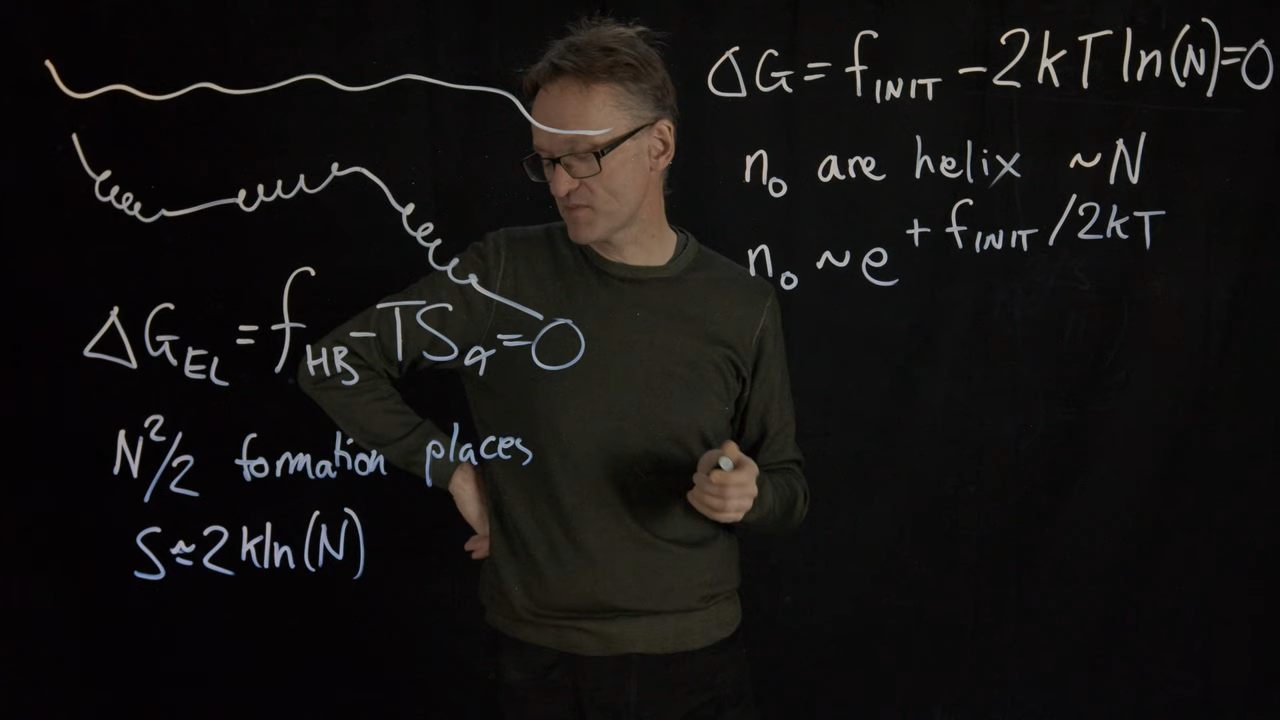 ΔG_EL = f_HB − TS_α = 0
N²/2 formation places
S ≈ 2k ln(N)
ΔG = f_INIT − 2kT ln(N) = 0
n₀ are helix ~N
n₀ ~ e^(+f_INIT/2kT)